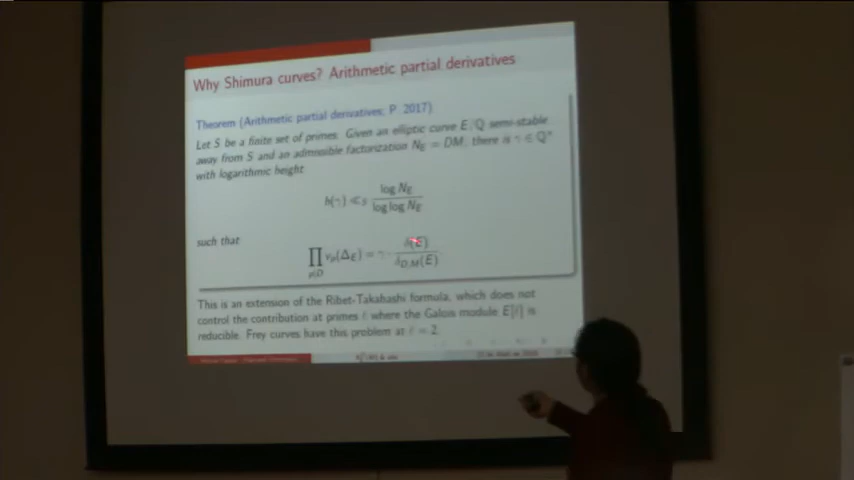 Why Shimura curves? Arithmetic partial derivatives
Theorem (Arithmetic partial derivatives; P. 2017)
Let S be a finite set of primes. Given an elliptic curve E/Q semi-stable
away from S and an admissible factorization N_E = DM, there is γ ∈ Q^×
with logarithmic height
h(γ) ≪_S log N_E / log log N_E
such that
∏_{p|D} v_p(Δ_E) = γ · δ(E) / δ_{D,M}(E)
This is an extension of the Ribet-Takahashi formula, which does not
control the contribution at primes ℓ where the Galois module E[ℓ] is
reducible. Frey curves have this problem at ℓ = 2.